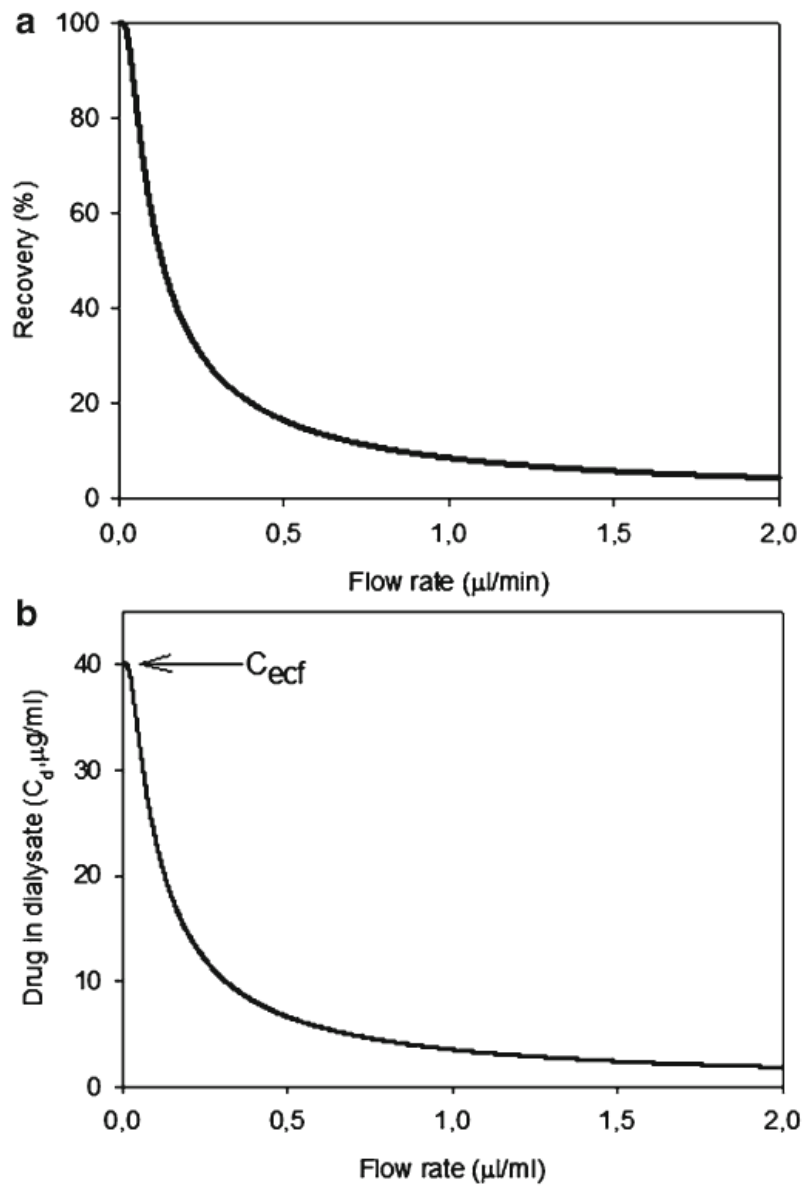 a
100
80
60
40
20
0
Recovery (%)
0,0 0,5 1,0 1,5 2,0
Flow rate (μl/min)
b
40
30
20
10
0
Cecf
Drug in dialysate (Cd,μg/ml)
0,0 0,5 1,0 1,5 2,0
Flow rate (μl/ml)